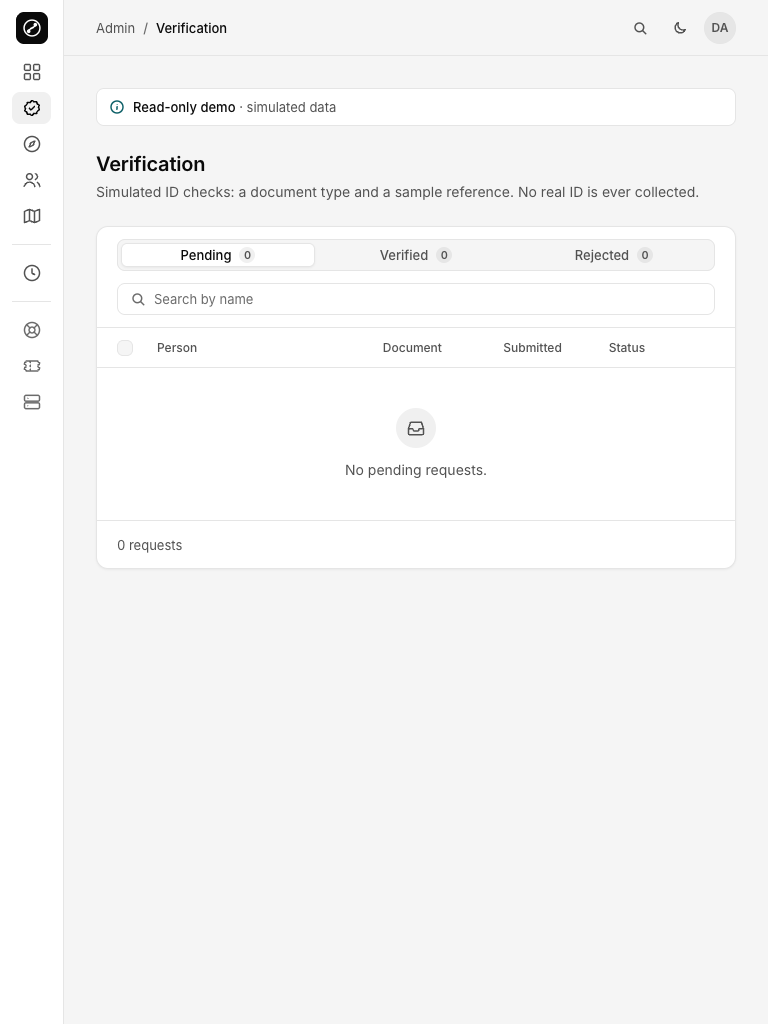 Admin / Verification
DA
Read-only demo · simulated data
Verification
Simulated ID checks: a document type and a sample reference. No real ID is ever collected.
Pending 0 Verified 0 Rejected 0
Search by name
Person Document Submitted Status
No pending requests.
0 requests